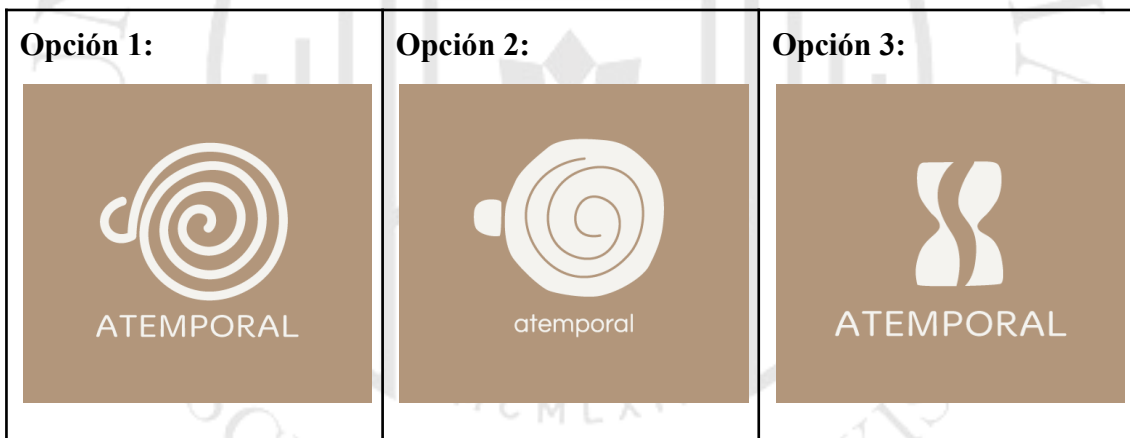 Opción 1:
Opción 2:
Opción 3:
ATEMPORAL
atemporal
ATEMPORAL